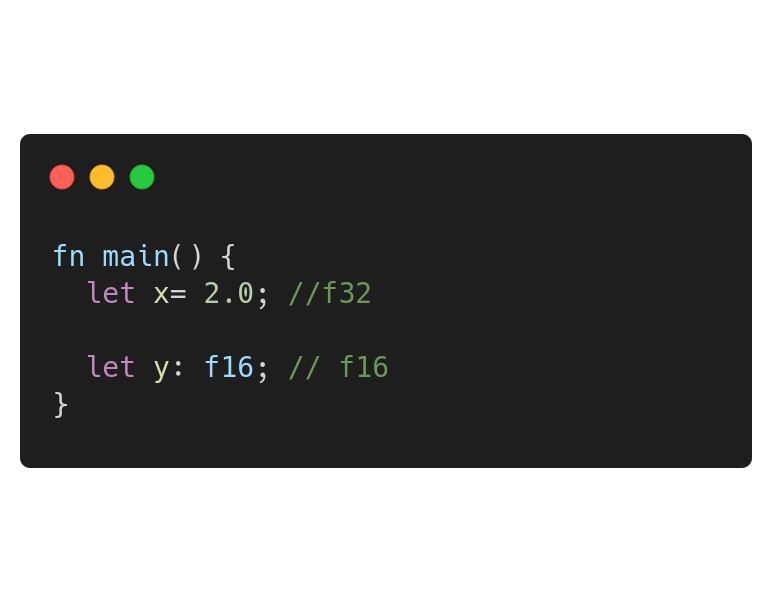 fn main() {
  let x= 2.0; //f32

  let y: f16; // f16
}